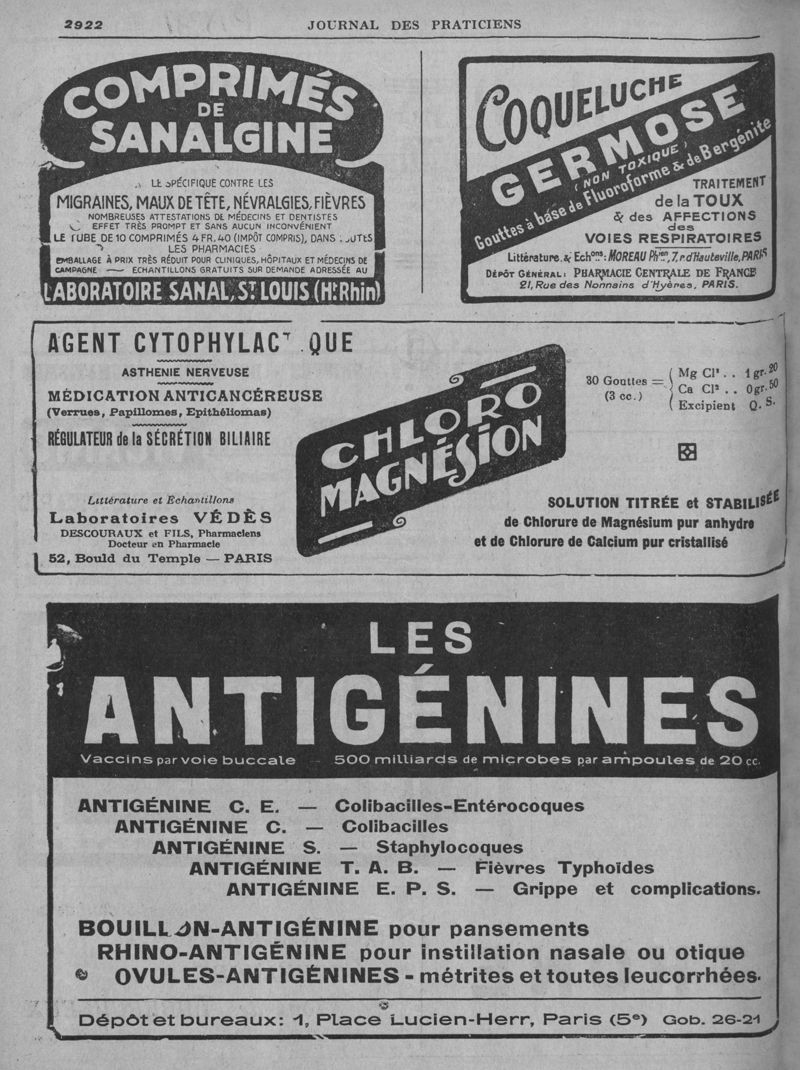 2922
JOURNAL DES PRATICIENS
COMPRIMÉS
DE
SANALGINE
LE SPÉCIFIQUE CONTRE LES
MIGRAINES, MAUX DE TÊTE, NÉVRALGIES, FIÈVRES
NOMBREUSES ATTESTATIONS DE MÉDECINS ET DENTISTES
EFFET TRÈS PROMPT ET SANS AUCUN INCONVÉNIENT
LE TUBE DE 10 COMPRIMÉS 4 FR, 40 (IMPÔT COMPRIS), DANS : .UTES
LES PHARMACIES
EMBALLAGE À PRIX TRÈS RÉDUIT POUR CLINIQUES, HÔPITAUX ET MÉDECINS DE
CAMPAGNE — ECHANTILLONS GRATUITS SUR DEMANDE ADRESSÉE AU
LABORATOIRE SANAL, ST LOUIS (Ht Rhin)
COQUELUCHE
GERMOSE
(NON TOXIQUE)
Gouttes à base de Fluoroforme & de Bergénite
TRAITEMENT
de la TOUX
& des AFFECTIONS
des
VOIES RESPIRATOIRES
Littérature & Echons : MOREAU Phien, 7, r. d'Hauteville, PARIS
DÉPÔT GÉNÉRAL : PHARMACIE CENTRALE DE FRANCE
21, Rue des Nonnains d'Hyères, PARIS.
AGENT CYTOPHYLACT QUE
ASTHENIE NERVEUSE
MÉDICATION ANTICANCÉREUSE
(Verrues, Papillomes, Epithéliomas)
RÉGULATEUR de la SÉCRÉTION BILIAIRE
Littérature et Echantillons
Laboratoires VÉDÈS
DESCOURAUX et FILS, Pharmaciens
Docteur en Pharmacie
52, Bould du Temple — PARIS
CHLORO
MAGNÉSION
30 Gouttes =
(3 cc.)
Mg Cl² . . 1 gr. 20
Ca Cl² . . 0 gr. 50
Excipient Q. S.
SOLUTION TITRÉE et STABILISÉE
de Chlorure de Magnésium pur anhydre
et de Chlorure de Calcium pur cristallisé
LES
ANTIGÉNINES
Vaccins par voie buccale — 500 milliards de microbes par ampoules de 20 cc.
ANTIGÉNINE C. E. — Colibacilles-Entérocoques
ANTIGÉNINE C. — Colibacilles
ANTIGÉNINE S. — Staphylocoques
ANTIGÉNINE T. A. B. — Fièvres Typhoïdes
ANTIGÉNINE E. P. S. — Grippe et complications.
BOUILLON-ANTIGÉNINE pour pansements
RHINO-ANTIGÉNINE pour instillation nasale ou otique
OVULES-ANTIGÉNINES - métrites et toutes leucorrhées.
Dépôt et bureaux : 1, Place Lucien-Herr, Paris (5e) Gob. 26-21